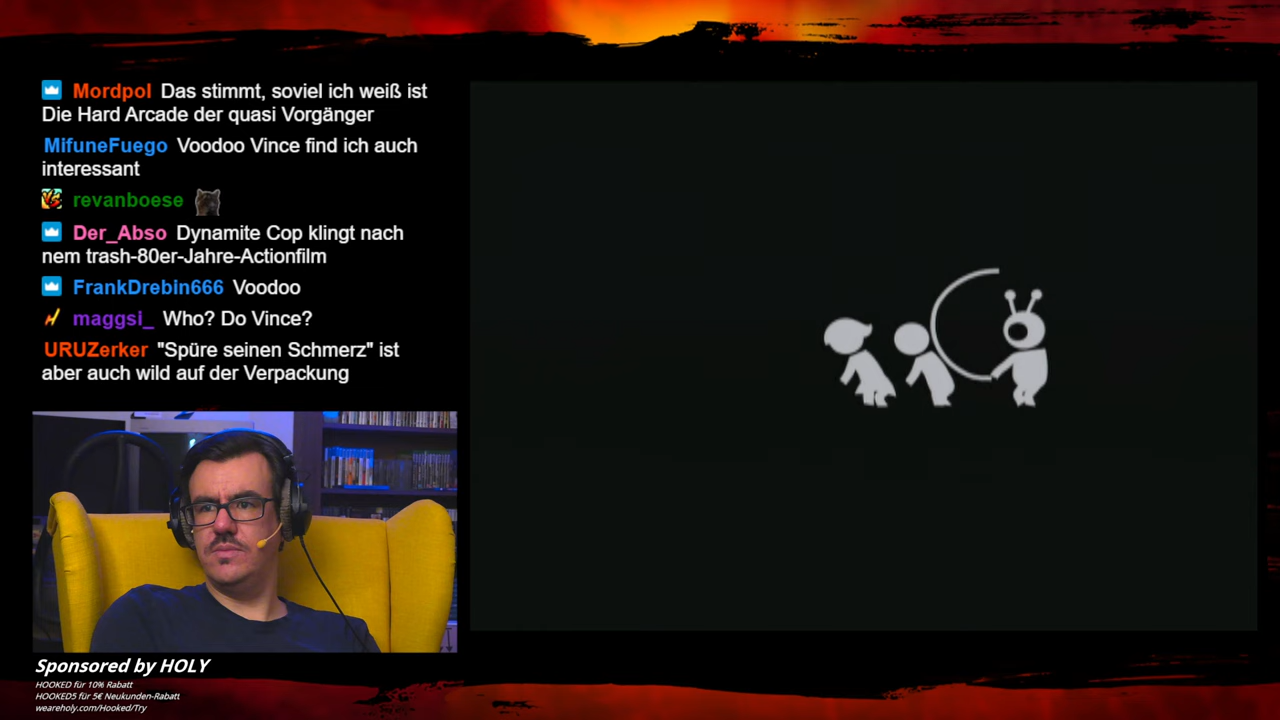 Mordpol Das stimmt, soviel ich weiß ist
Die Hard Arcade der quasi Vorgänger
MifuneFuego Voodoo Vince find ich auch
interessant
revanboese
Der_Abso Dynamite Cop klingt nach
nem trash-80er-Jahre-Actionfilm
FrankDrebin666 Voodoo
maggsi_ Who? Do Vince?
URUZerker "Spüre seinen Schmerz" ist
aber auch wild auf der Verpackung
Sponsored by HOLY
HOOKED für 10% Rabatt
HOOKED5 für 5€ Neukunden-Rabatt
weareholy.com/Hooked/Try